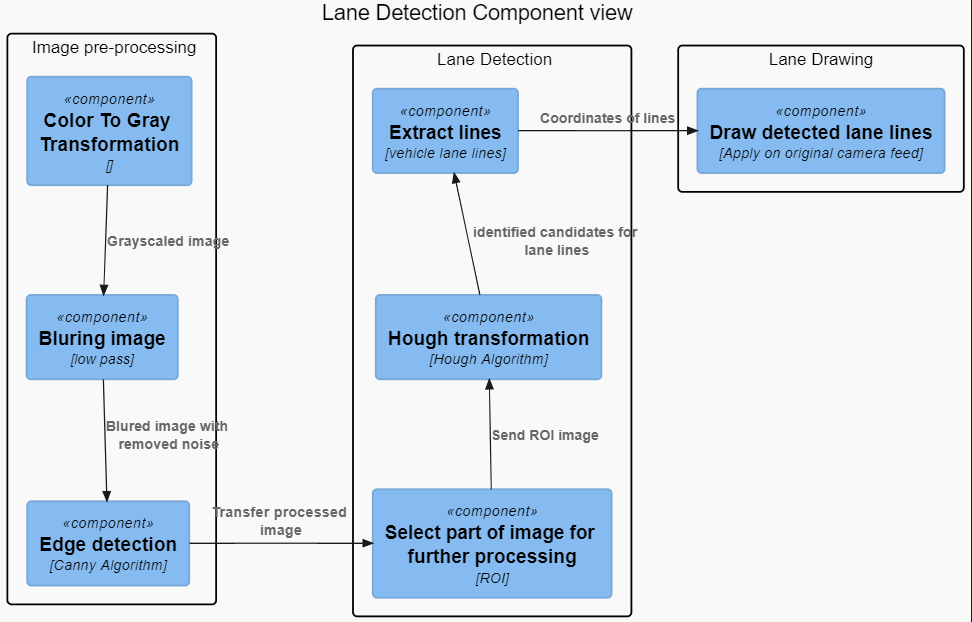 Lane Detection Component view
Image pre-processing
«component»
Color To Gray
Transformation
[]
Grayscaled image
«component»
Bluring image
[low pass]
Blured image with
removed noise
«component»
Edge detection
[Canny Algorithm]
Transfer processed
image
Lane Detection
«component»
Extract lines
[vehicle lane lines]
identified candidates for
lane lines
«component»
Hough transformation
[Hough Algorithm]
Send ROI image
«component»
Select part of image for
further processing
[ROI]
Coordinates of lines
Lane Drawing
«component»
Draw detected lane lines
[Apply on original camera feed]